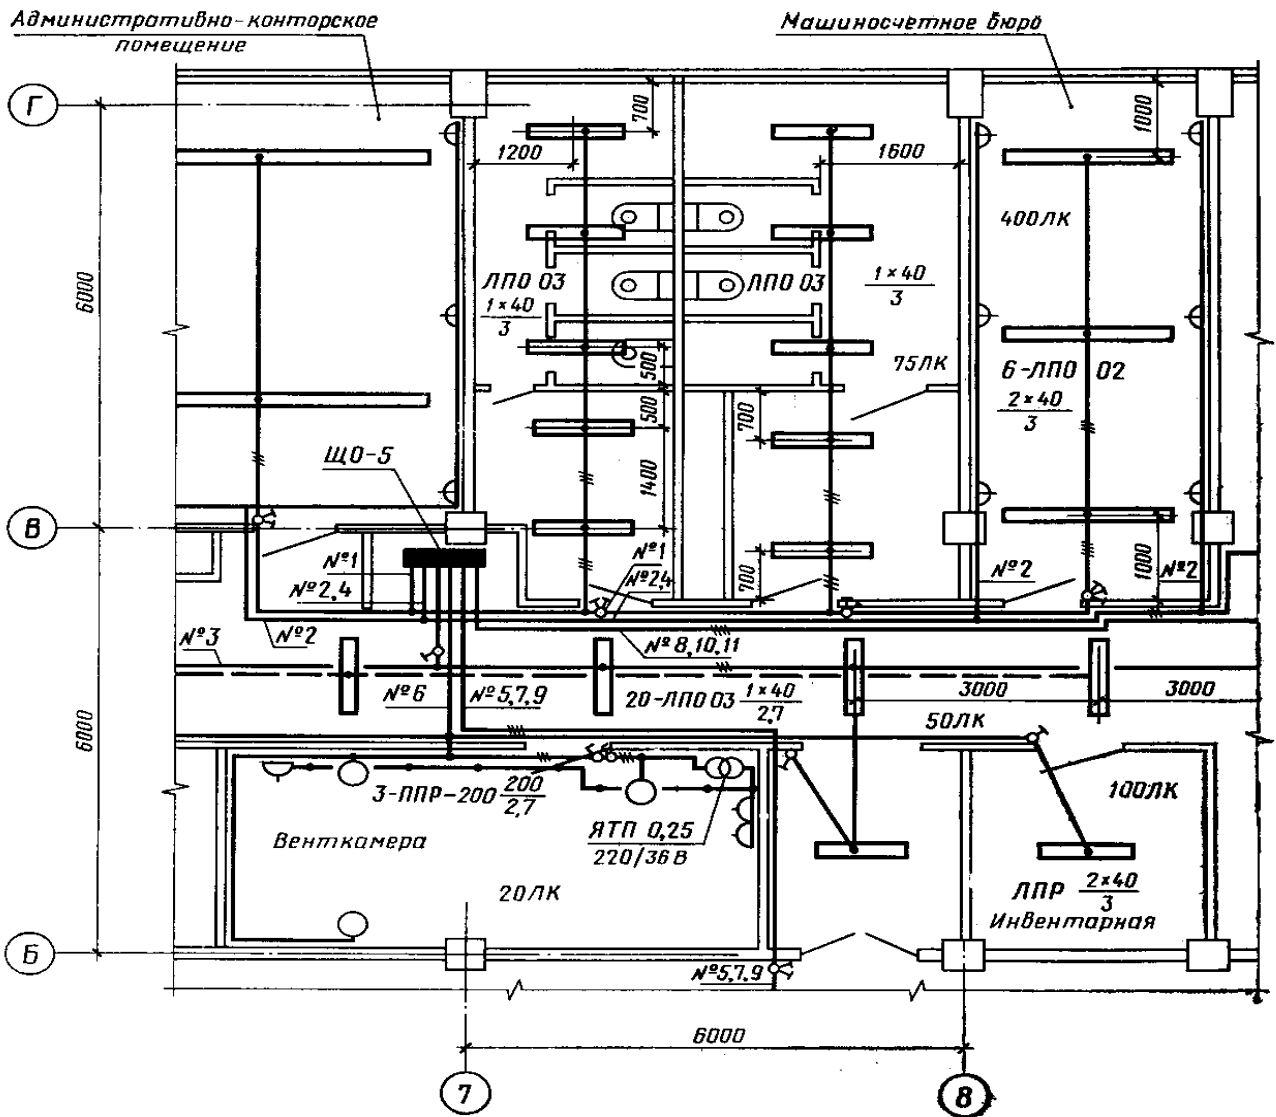 Административно-конторское
помещение
Машиносчетное бюро
Г
700
1000
1200
1600
400ЛК
6000
ЛПО 03
1×40
3
ЛПО 03
1×40
3
75ЛК
6-ЛПО 02
2×40
3
500
500
700
1400
ЩО-5
В
№1
№2,4
№1
№24
700
№2
1000
№2
№3
№2
№8,10,11
№6
№5,7,9
20-ЛПО 03 1×40
2,7
3000
3000
50ЛК
6000
3-ППР-200 200
2,7
100ЛК
Венткамера
ЯТП 0,25
220/36 В
20ЛК
ЛПР 2×40
3
Инвентарная
Б
№5,7,9
6000
7
8